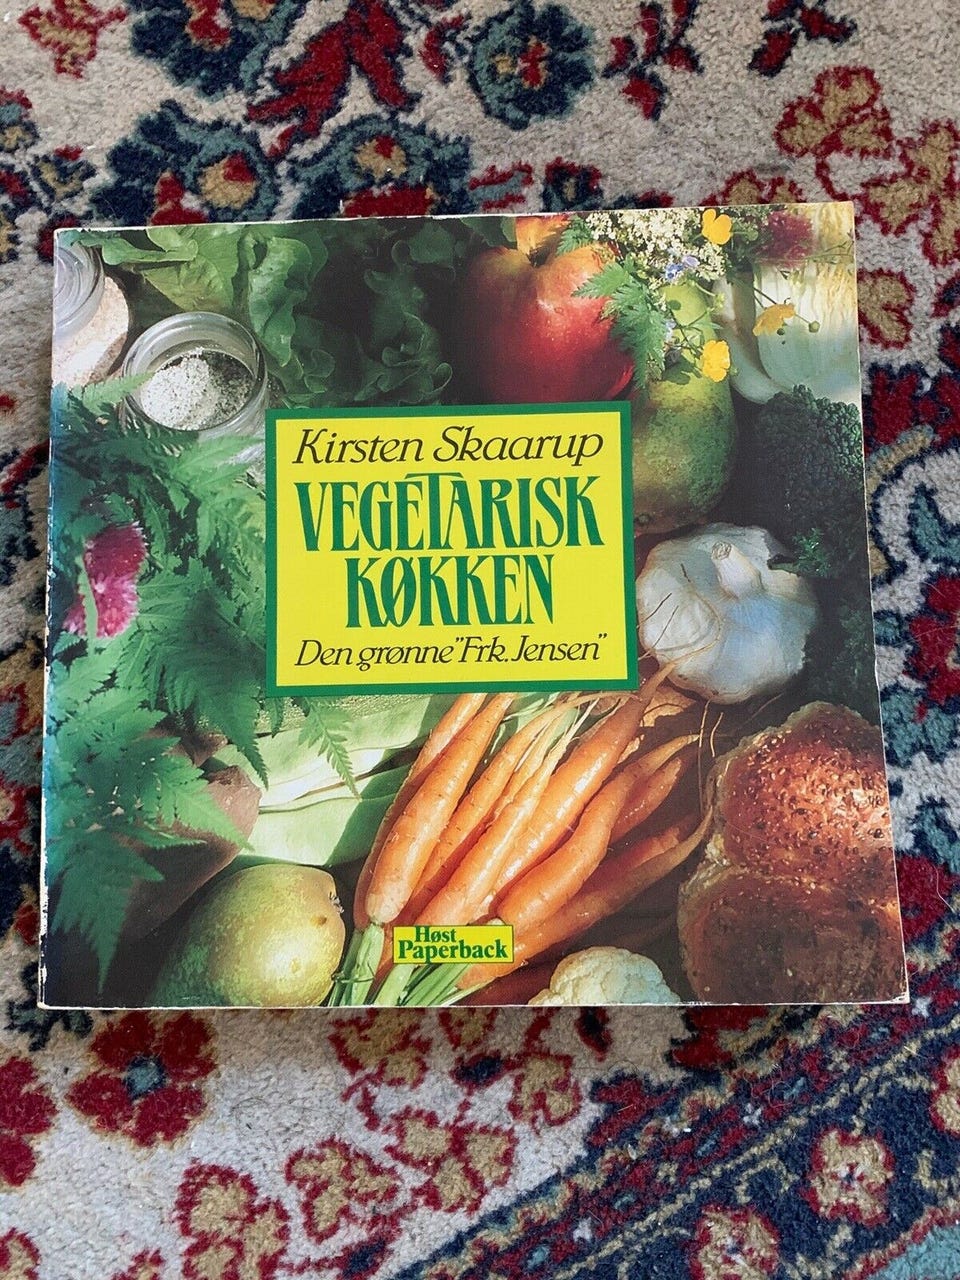 Kirsten Skaarup
VEGETARISK
KØKKEN
Den grønne "Frk. Jensen"
Høst
Paperback